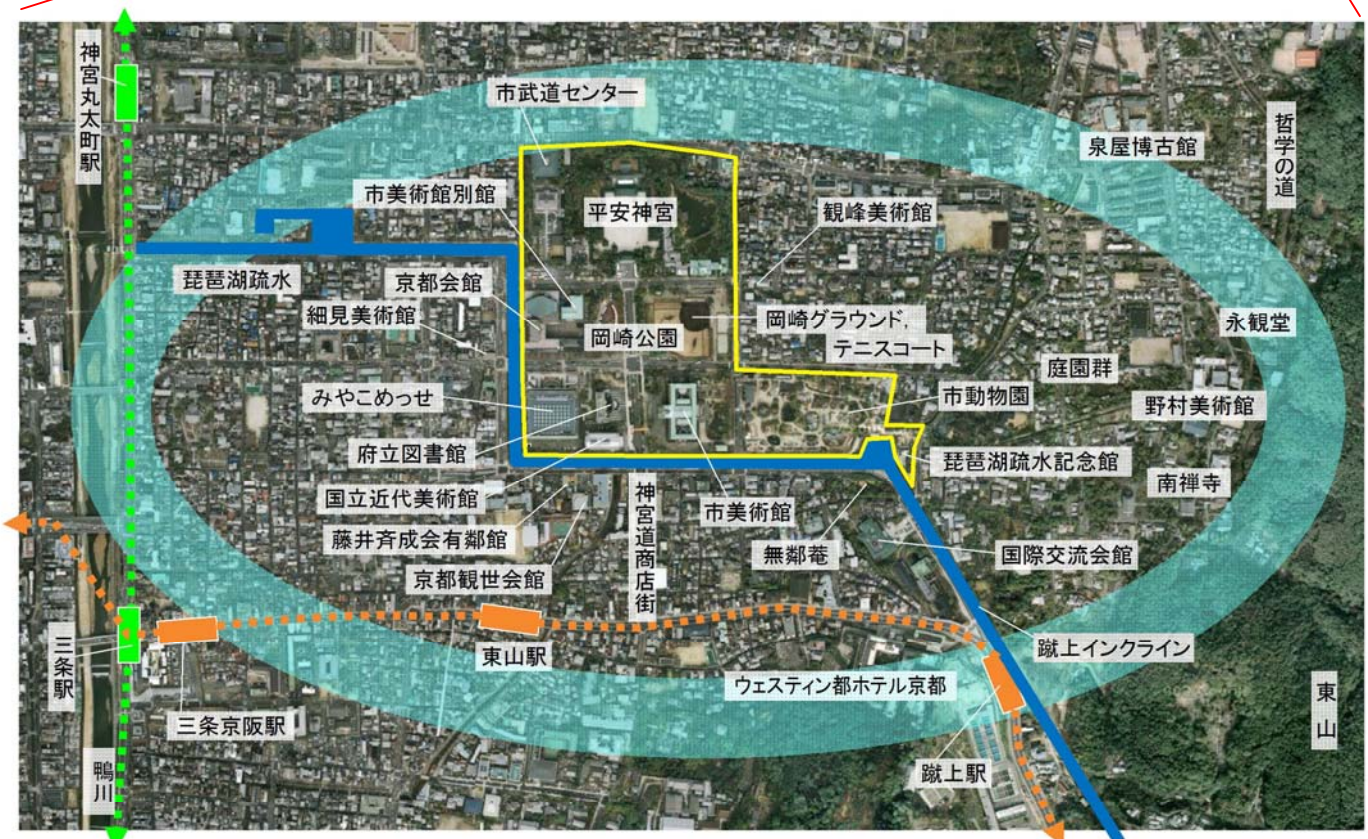 神宮丸太町駅
市武道センター
哲学の道
泉屋博古館
市美術館別館
平安神宮
観峰美術館
琵琶湖疏水
京都会館
細見美術館
岡崎公園
岡崎グラウンド,
テニスコート
永観堂
庭園群
みやこめっせ
市動物園
野村美術館
府立図書館
琵琶湖疏水記念館
南禅寺
国立近代美術館
神宮道商店街
市美術館
藤井斉成会有鄰館
無鄰菴
国際交流会館
京都観世会館
三条駅
東山駅
蹴上インクライン
ウェスティン都ホテル京都
東山
三条京阪駅
鴨川
蹴上駅